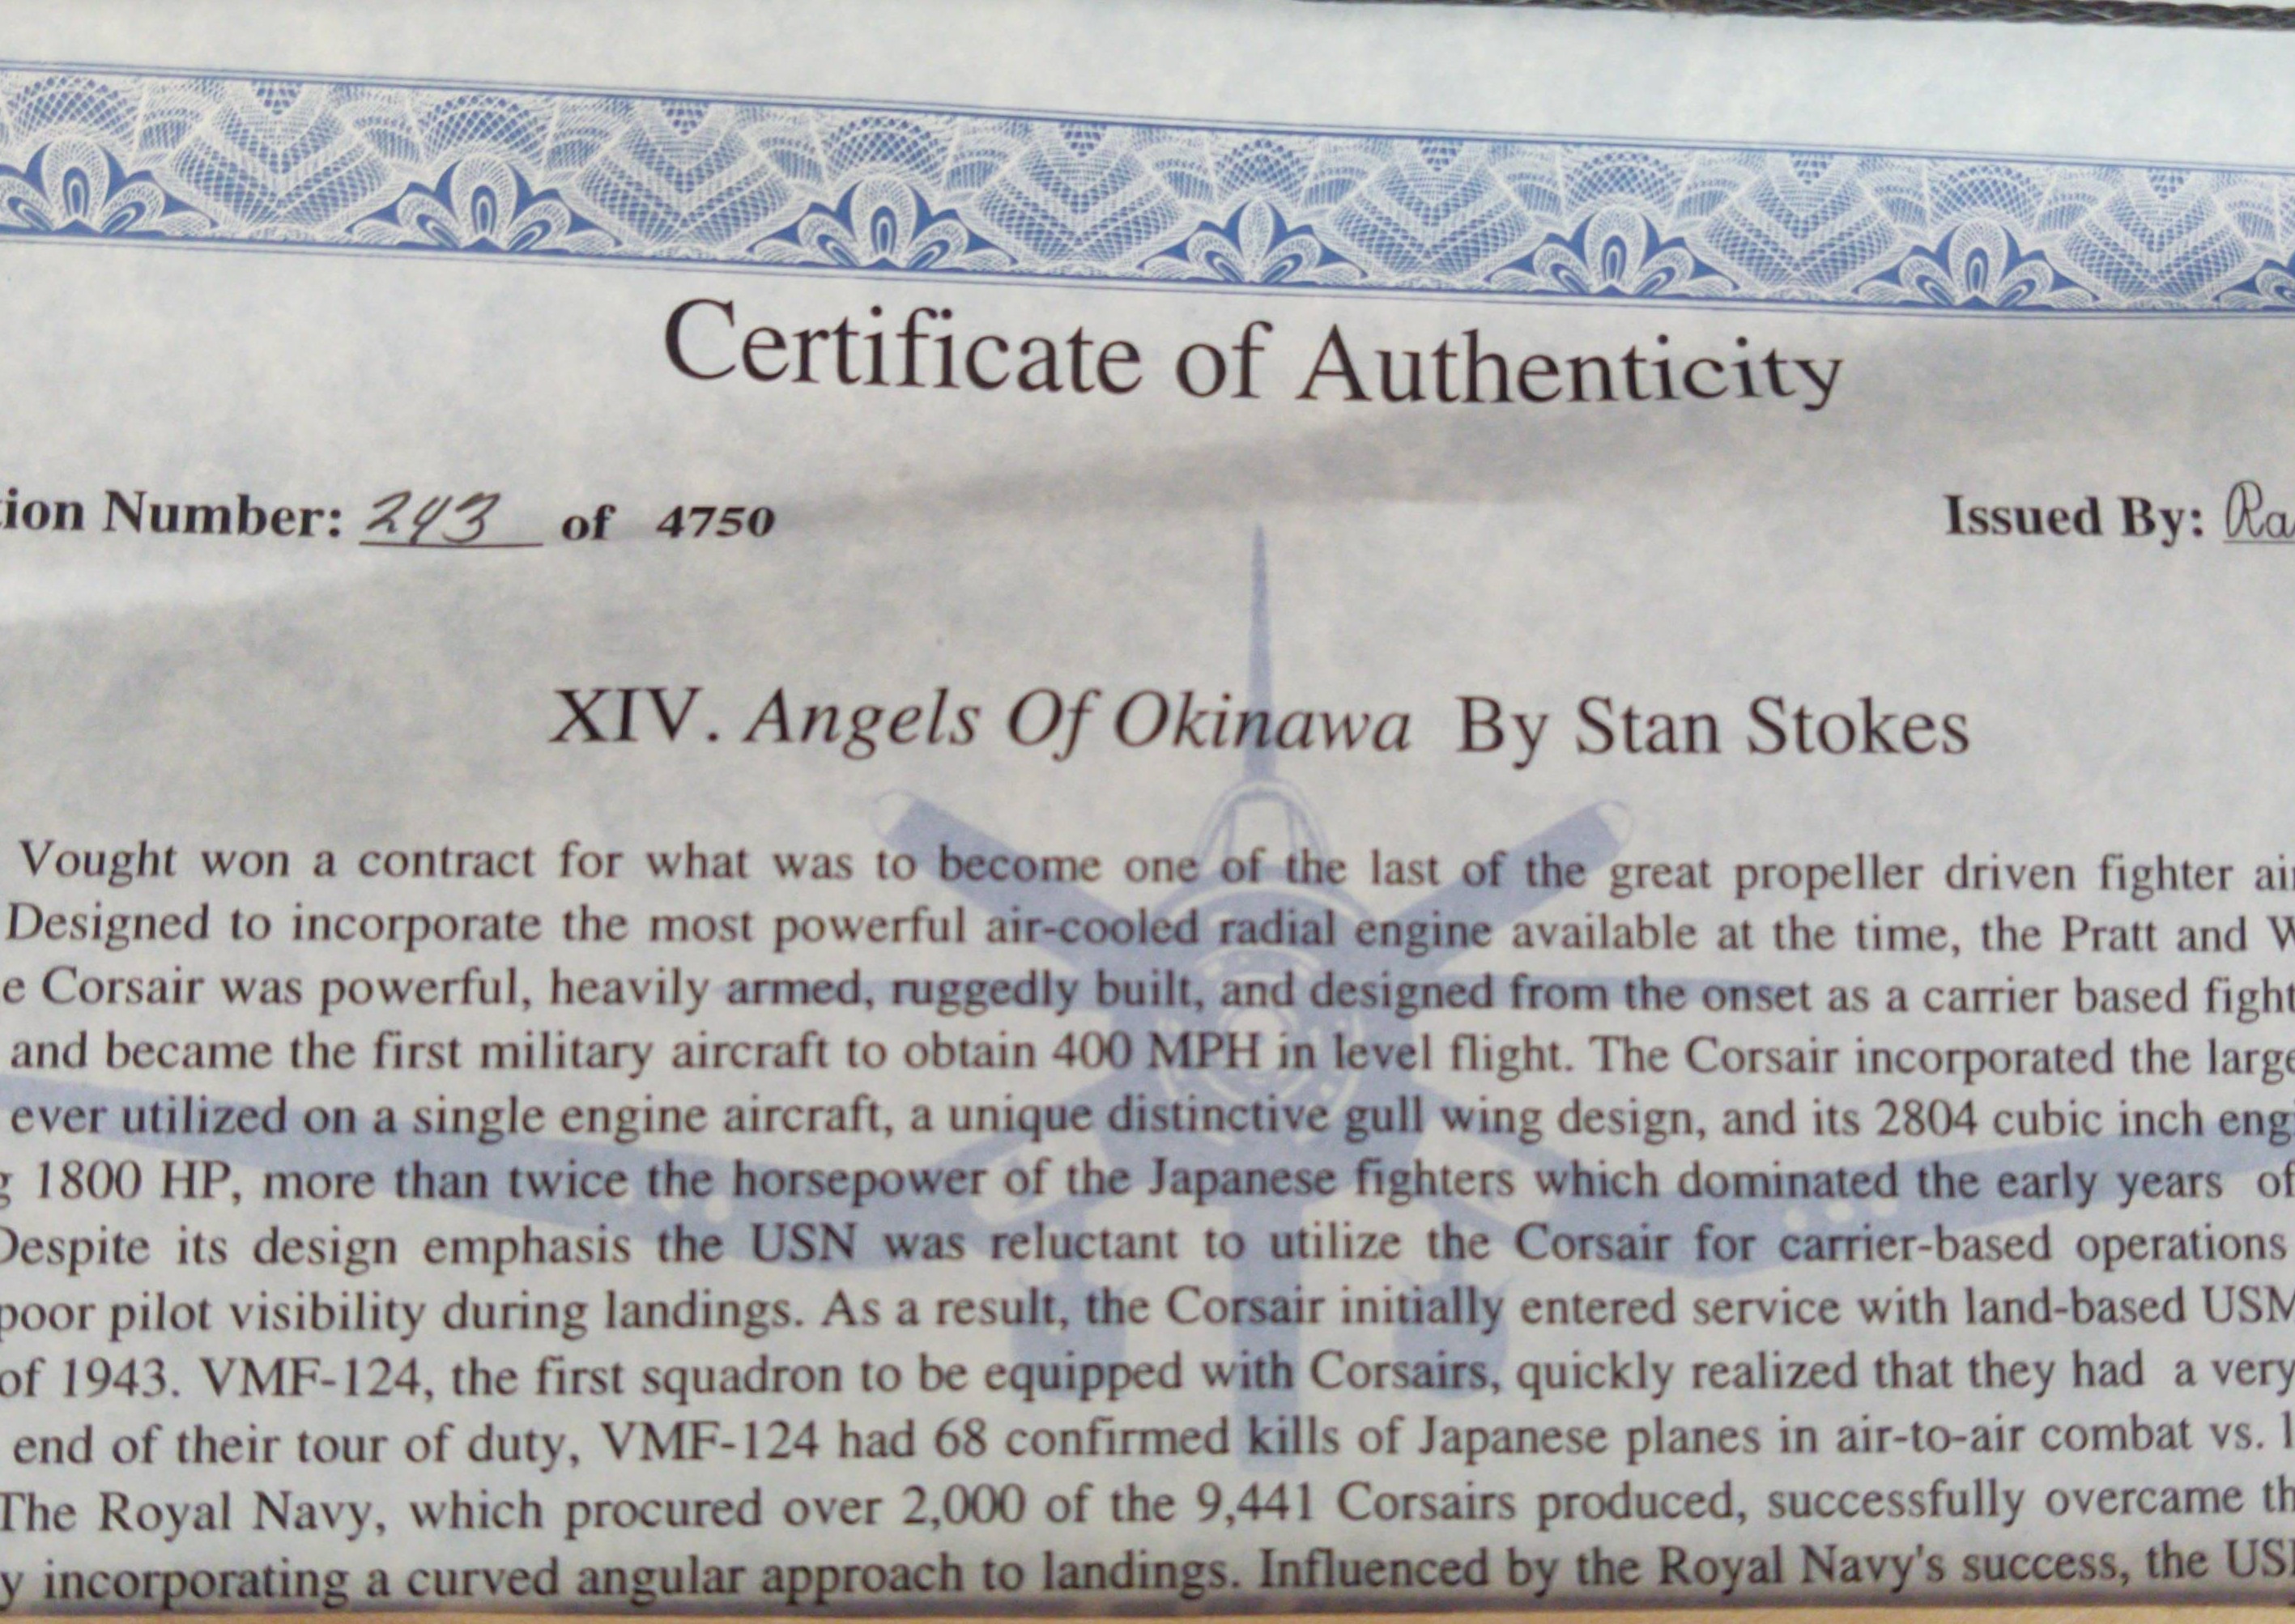 Certificate of Authenticity
tion Number: 243 of 4750 Issued By: Ra
XIV. Angels Of Okinawa By Stan Stokes
Vought won a contract for what was to become one of the last of the great propeller driven fighter air
Designed to incorporate the most powerful air-cooled radial engine available at the time, the Pratt and W
e Corsair was powerful, heavily armed, ruggedly built, and designed from the onset as a carrier based fight
and became the first military aircraft to obtain 400 MPH in level flight. The Corsair incorporated the large
ever utilized on a single engine aircraft, a unique distinctive gull wing design, and its 2804 cubic inch eng
g 1800 HP, more than twice the horsepower of the Japanese fighters which dominated the early years of
Despite its design emphasis the USN was reluctant to utilize the Corsair for carrier-based operations
poor pilot visibility during landings. As a result, the Corsair initially entered service with land-based USM
of 1943. VMF-124, the first squadron to be equipped with Corsairs, quickly realized that they had a very
end of their tour of duty, VMF-124 had 68 confirmed kills of Japanese planes in air-to-air combat vs. 1
The Royal Navy, which procured over 2,000 of the 9,441 Corsairs produced, successfully overcame th
y incorporating a curved angular approach to landings. Influenced by the Royal Navy's success, the US